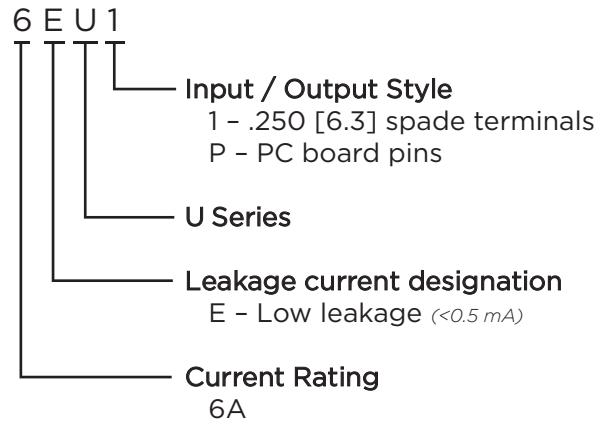 6 E U 1
Input / Output Style
1 – .250 [6.3] spade terminals
P – PC board pins
U Series
Leakage current designation
E – Low leakage (<0.5 mA)
Current Rating
6A